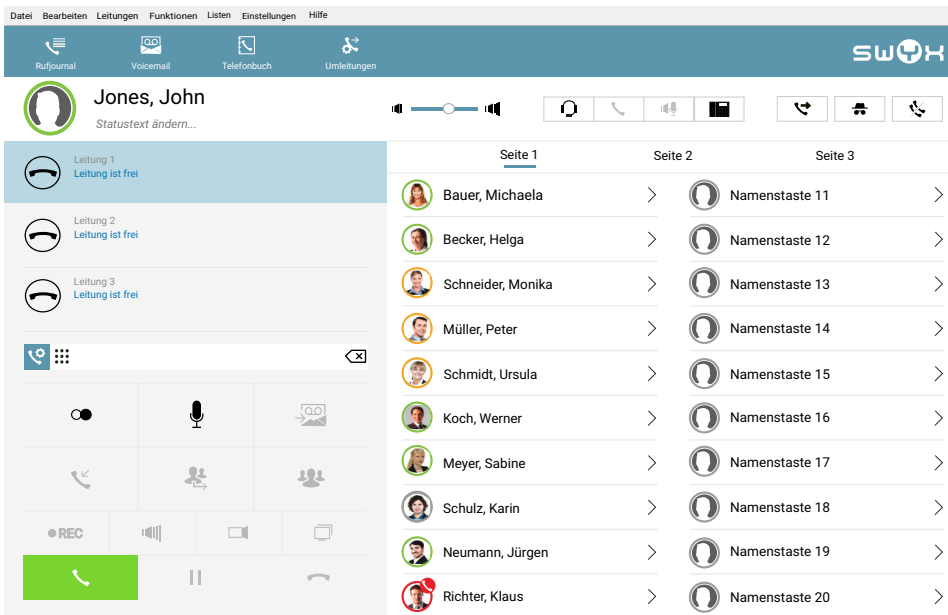 Datei Bearbeiten Leitungen Funktionen Listen Einstellungen Hilfe
Rufjournal Voicemail Telefonbuch Umleitungen swyx
Jones, John
Statustext ändern...
Leitung 1
Leitung ist frei
Leitung 2
Leitung ist frei
Leitung 3
Leitung ist frei
REC
Seite 1 Seite 2 Seite 3
Bauer, Michaela Namenstaste 11
Becker, Helga Namenstaste 12
Schneider, Monika Namenstaste 13
Müller, Peter Namenstaste 14
Schmidt, Ursula Namenstaste 15
Koch, Werner Namenstaste 16
Meyer, Sabine Namenstaste 17
Schulz, Karin Namenstaste 18
Neumann, Jürgen Namenstaste 19
Richter, Klaus Namenstaste 20